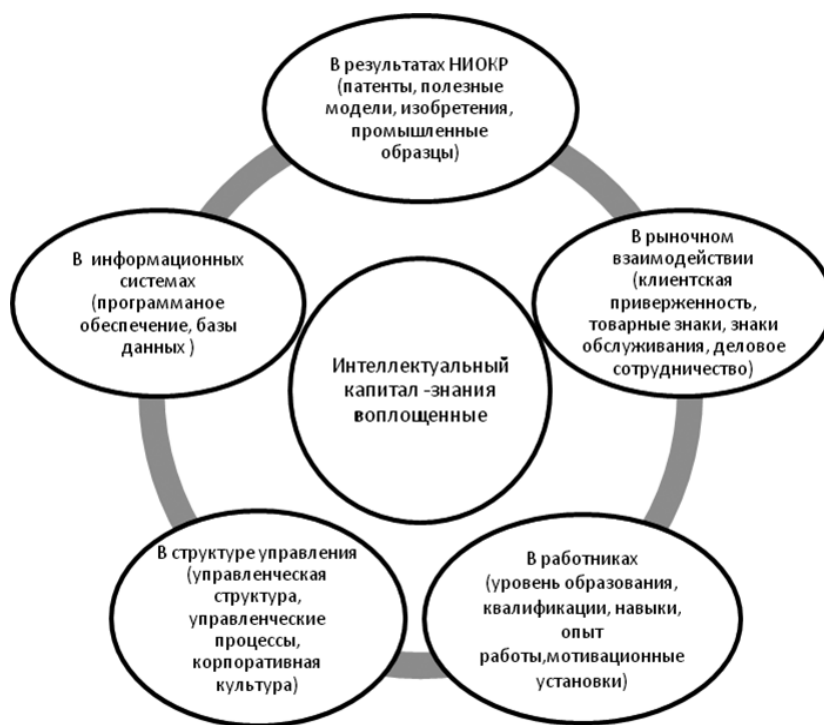 В результатах НИОКР
(патенты, полезные
модели, изобретения,
промышленные
образцы)
В рыночном
взаимодействии
(клиентская
приверженность,
товарные знаки, знаки
обслуживания, деловое
сотрудничество)
В информационных
системах
(программаное
обеспечение, базы
данных )
Интеллектуальный
капитал -знания
воплощенные
В структуре управления
(управленческая
структура,
управленческие
процессы,
корпоративная
культура)
В работниках
(уровень образования,
квалификации, навыки,
опыт
работы,мотивационные
установки)